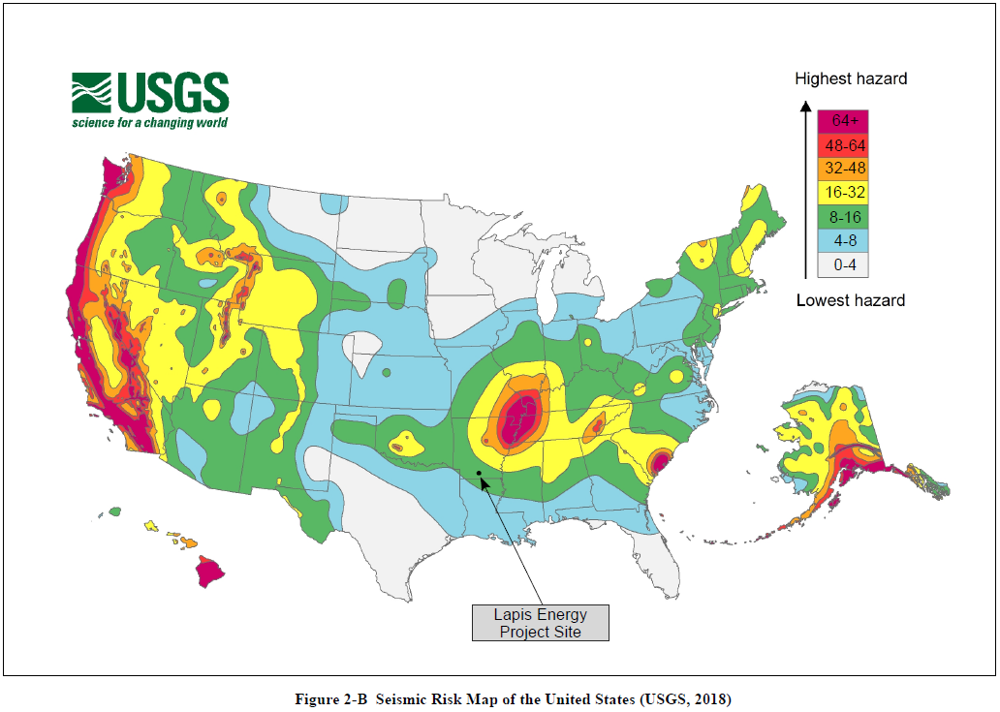 USGS
science for a changing world
Highest hazard
64+
48-64
32-48
16-32
8-16
4-8
0-4
Lowest hazard
Lapis Energy
Project Site
Figure 2-B Seismic Risk Map of the United States (USGS, 2018)